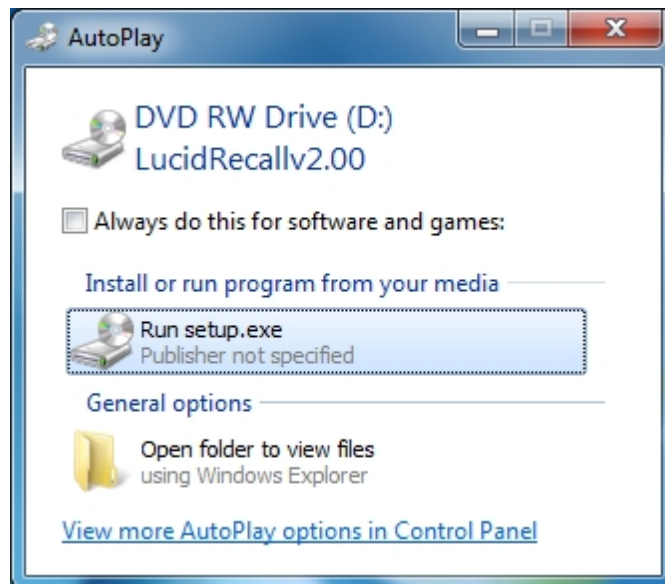 AutoPlay
DVD RW Drive (D:)
LucidRecallv2.00
Always do this for software and games:
Install or run program from your media
Run setup.exe
Publisher not specified
General options
Open folder to view files
using Windows Explorer
View more AutoPlay options in Control Panel